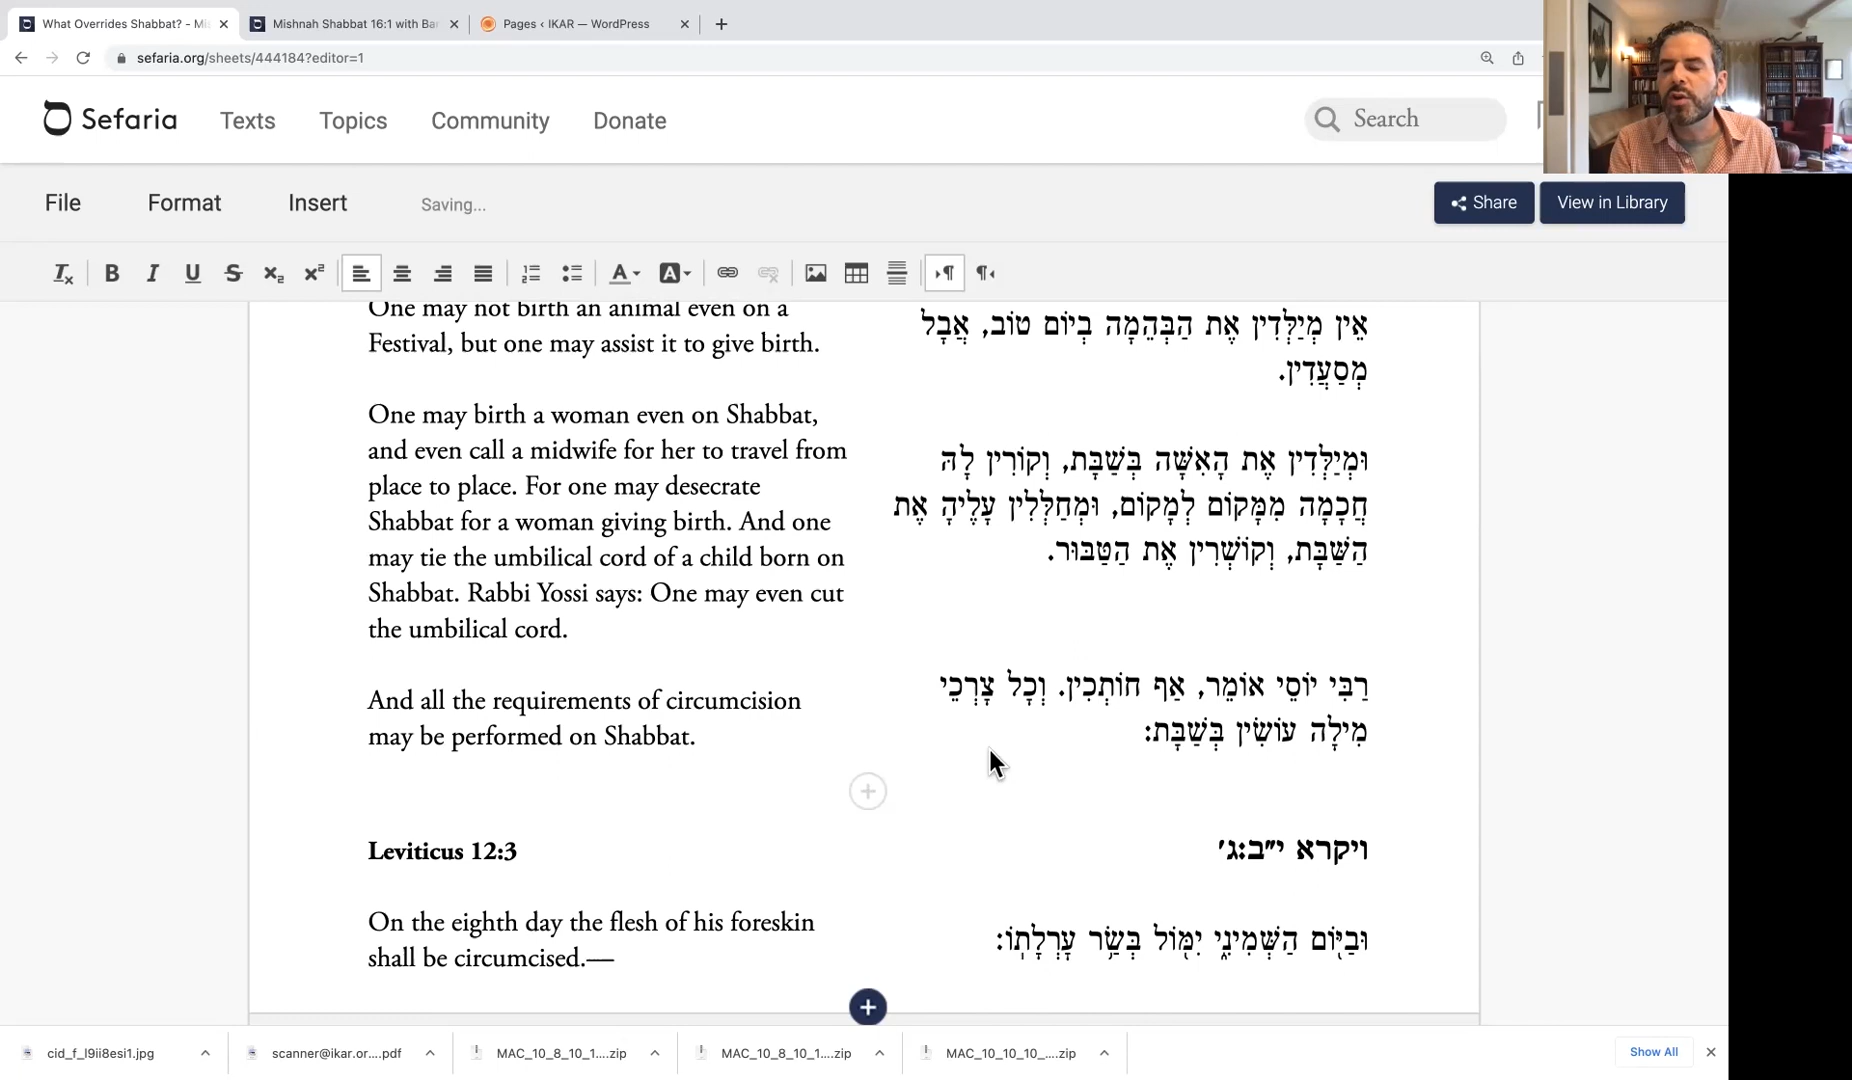 What Overrides Shabbat? - Mis
Mishnah Shabbat 16:1 with Bar
Pages ‹ IKAR — WordPress
sefaria.org/sheets/444184?editor=1
Sefaria
Texts
Topics
Community
Donate
Search
File
Format
Insert
Saving...
Share
View in Library
One may not birth an animal even on a
Festival, but one may assist it to give birth.
אֵין מְיַלְּדִין אֶת הַבְּהֵמָה בְיוֹם טוֹב, אֲבָל
מְסַעֲדִין.
One may birth a woman even on Shabbat,
and even call a midwife for her to travel from
place to place. For one may desecrate
Shabbat for a woman giving birth. And one
may tie the umbilical cord of a child born on
Shabbat. Rabbi Yossi says: One may even cut
the umbilical cord.
וּמְיַלְּדִין אֶת הָאִשָּׁה בְּשַׁבָּת, וְקוֹרִין לָהּ
חֲכָמָה מִמָּקוֹם לְמָקוֹם, וּמְחַלְּלִין עָלֶיהָ אֶת
הַשַּׁבָּת, וְקוֹשְׁרִין אֶת הַטַּבּוּר.
And all the requirements of circumcision
may be performed on Shabbat.
רַבִּי יוֹסֵי אוֹמֵר, אַף חוֹתְכִין. וְכָל צָרְכֵי
מִילָה עוֹשִׂין בְּשַׁבָּת:
Leviticus 12:3
ויקרא י״ב:ג׳
On the eighth day the flesh of his foreskin
shall be circumcised.—
וּבַיּ֖וֹם הַשְּׁמִינִ֑י יִמּ֖וֹל בְּשַׂ֥ר עׇרְלָתֽוֹ׃
cid_f_l9ii8esi1.jpg
scanner@ikar.or....pdf
MAC_10_8_10_1....zip
MAC_10_8_10_1....zip
MAC_10_10_10_....zip
Show All